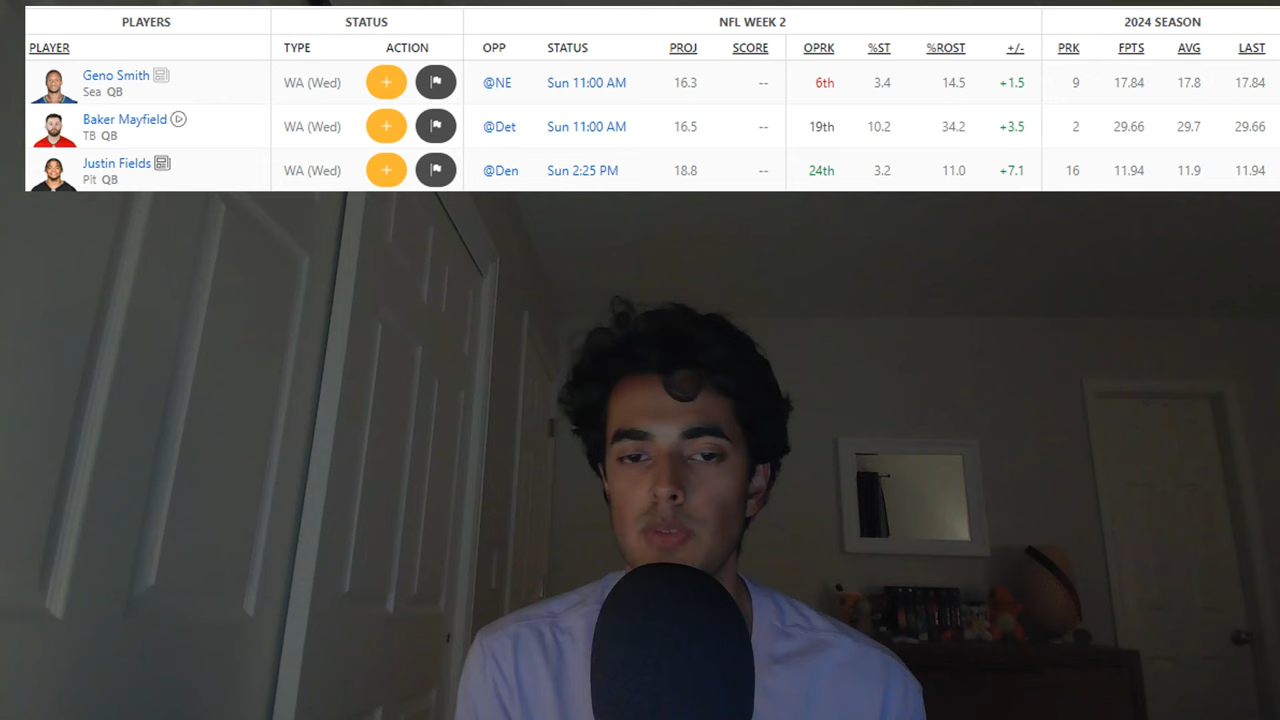 PLAYERS STATUS NFL WEEK 2 2024 SEASON
PLAYER TYPE ACTION OPP STATUS PROJ SCORE OPRK %ST %ROST +/- PRK FPTS AVG LAST
Geno Smith
Sea QB
WA (Wed) @NE Sun 11:00 AM 16.3 -- 6th 3.4 14.5 +1.5 9 17.84 17.8 17.84
Baker Mayfield
TB QB
WA (Wed) @Det Sun 11:00 AM 16.5 -- 19th 10.2 34.2 +3.5 2 29.66 29.7 29.66
Justin Fields
Pit QB
WA (Wed) @Den Sun 2:25 PM 18.8 -- 24th 3.2 11.0 +7.1 16 11.94 11.9 11.94